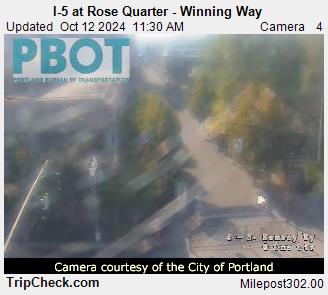 I-5 at Rose Quarter - Winning Way
Updated Oct 12 2024 11:30 AM Camera 4
PBOT
PORTLAND BUREAU OF TRANSPORTATION
Camera courtesy of the City of Portland
TripCheck.com Milepost302.00